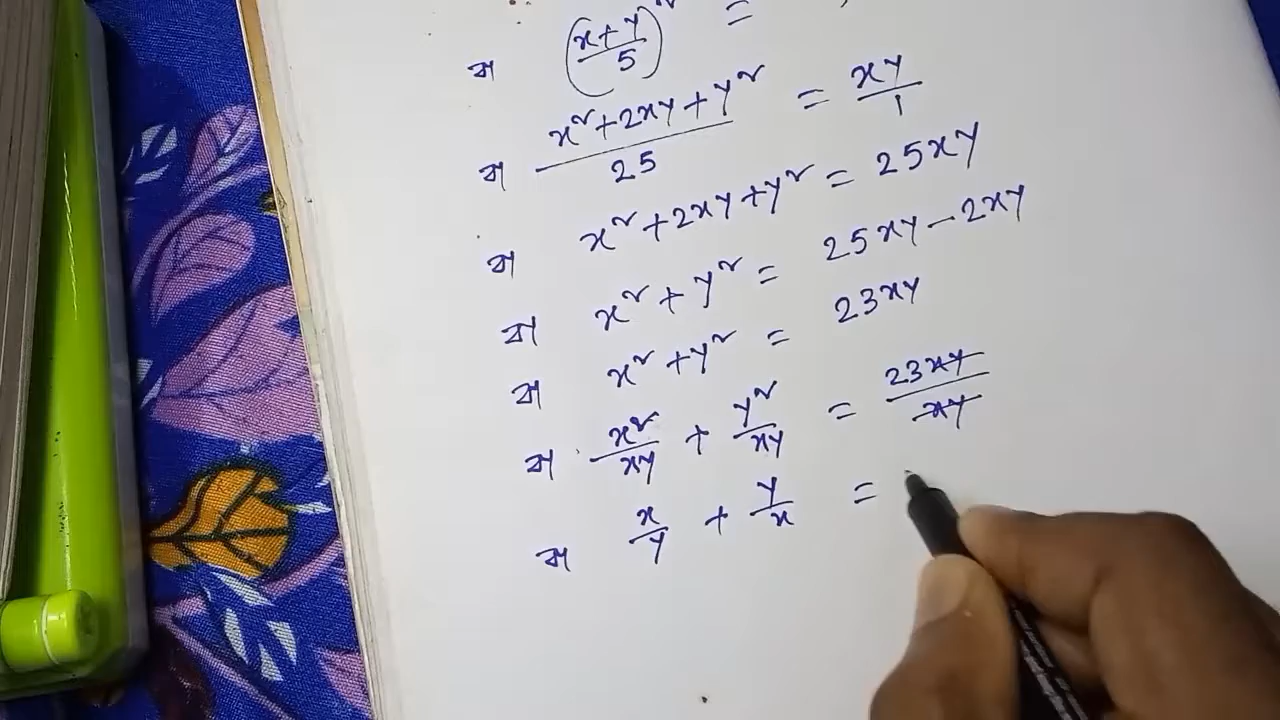 বা (x+y/5)² =
বা x²+2xy+y²/25 = xy/1
বা x²+2xy+y² = 25xy
বা x²+y² = 25xy-2xy
বা x²+y² = 23xy
বা x²/xy + y²/xy = 23xy/xy
বা x/y + y/x =